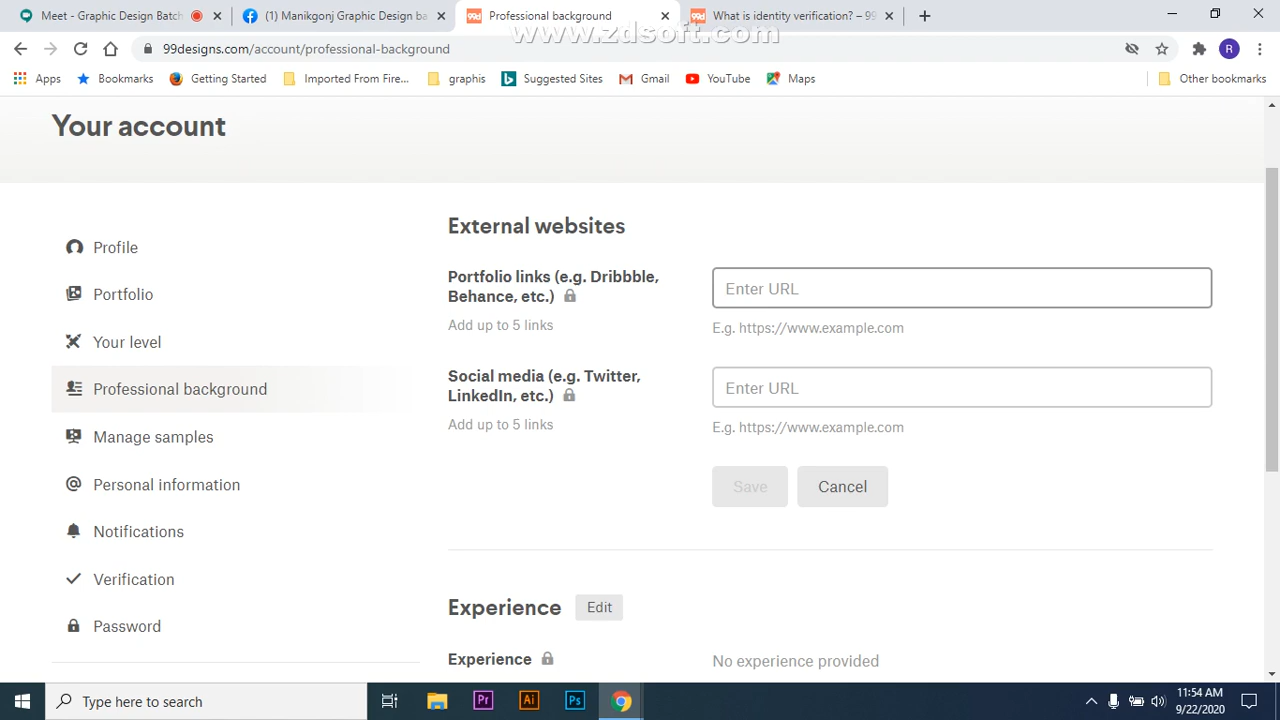 Meet - Graphic Design Batch
(1) Manikgonj Graphic Design b
Professional background
What is identity verification? – 99
www.zdsoft.com
99designs.com/account/professional-background
R
Apps
Bookmarks
Getting Started
Imported From Fire...
graphis
Suggested Sites
Gmail
YouTube
Maps
Other bookmarks
Your account
Profile
Portfolio
Your level
Professional background
Manage samples
Personal information
Notifications
Verification
Password
External websites
Portfolio links (e.g. Dribbble,
Behance, etc.)
Add up to 5 links
Enter URL
E.g. https://www.example.com
Social media (e.g. Twitter,
LinkedIn, etc.)
Add up to 5 links
Enter URL
E.g. https://www.example.com
Save
Cancel
Experience
Edit
Experience
No experience provided
Type here to search
Pr
Ai
Ps
11:54 AM
9/22/2020